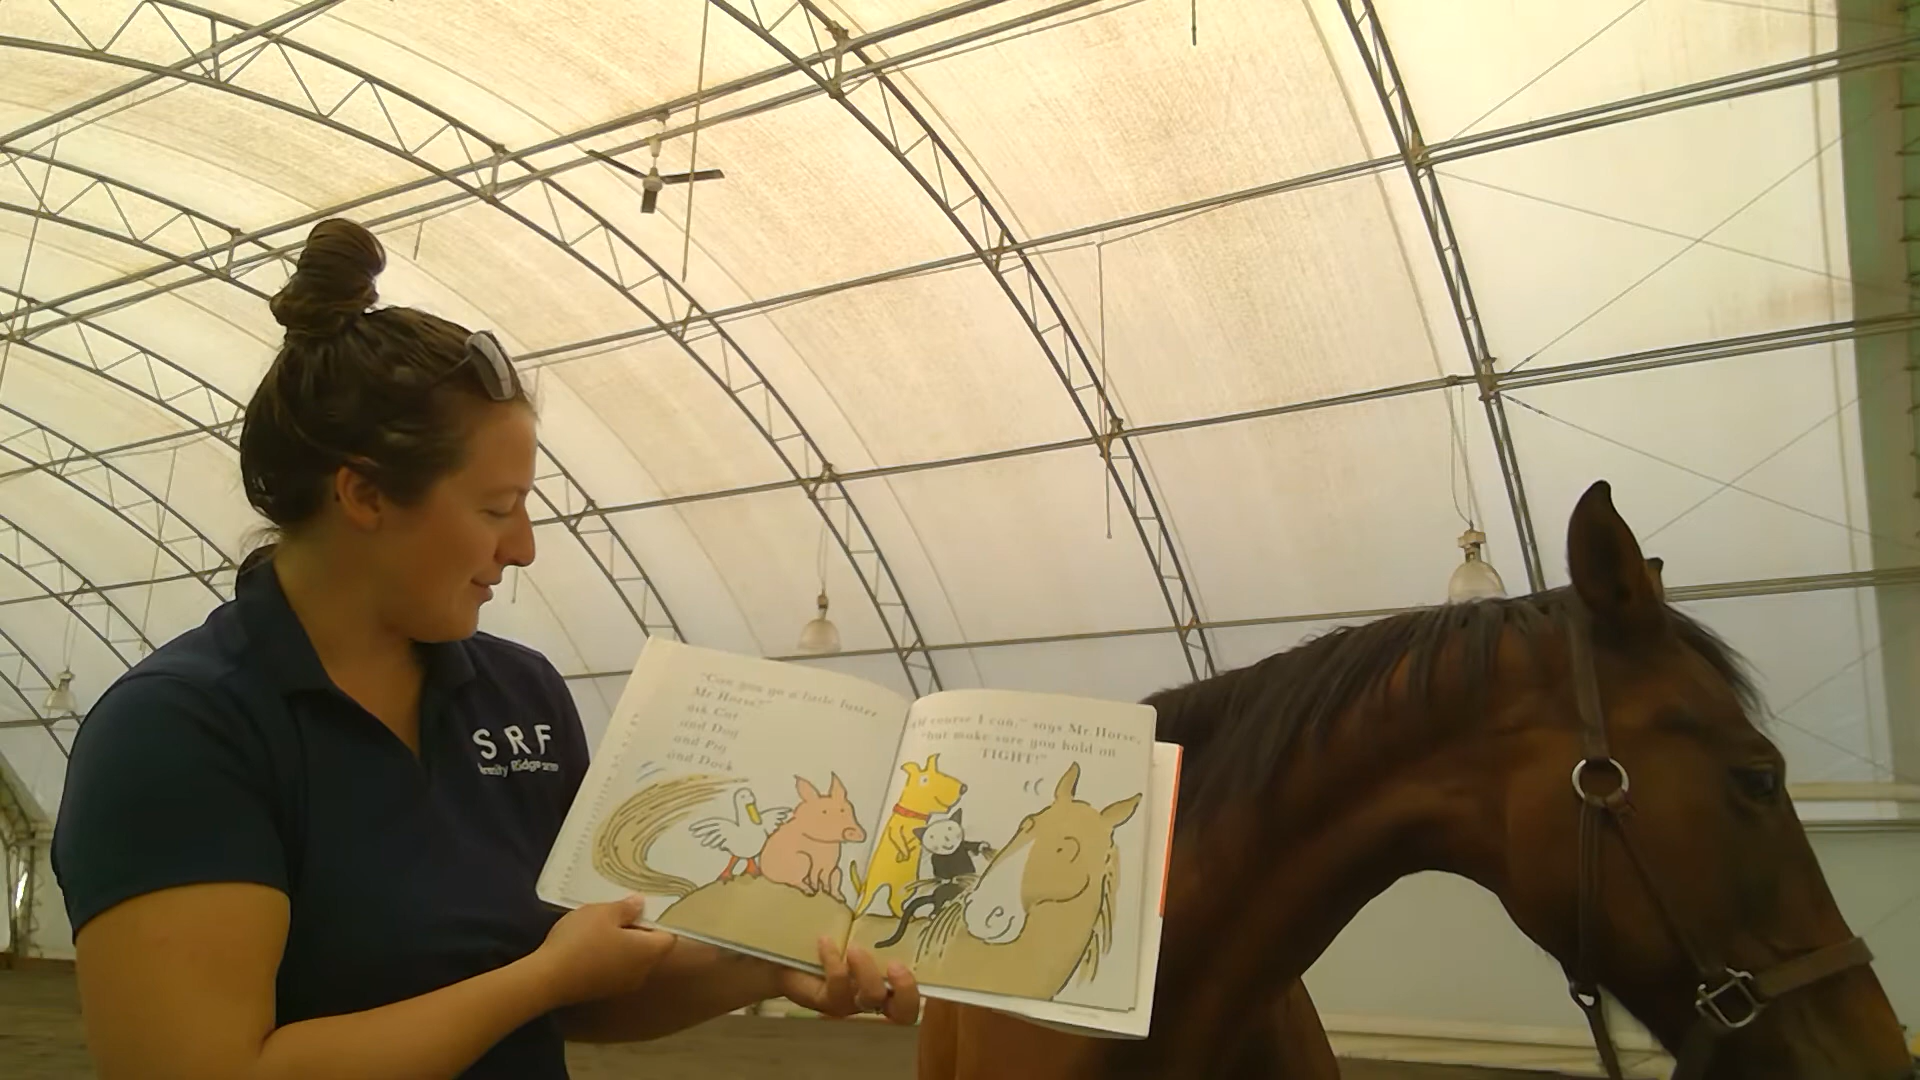 "Can you go a little faster
Mr Horse?"
ask Cat
and Dog
and Pig
and Duck
"Of course I can," says Mr Horse,
"but make sure you hold on
TIGHT!"
SRF
Ridge